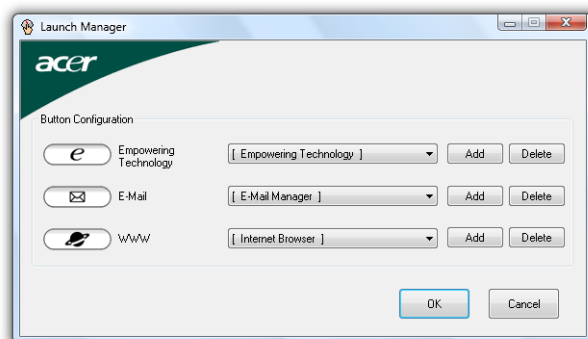 Launch Manager
acer
Button Configuration
e Empowering Technology [ Empowering Technology ] Add Delete
E-Mail [ E-Mail Manager ] Add Delete
WWW [ Internet Browser ] Add Delete
OK Cancel